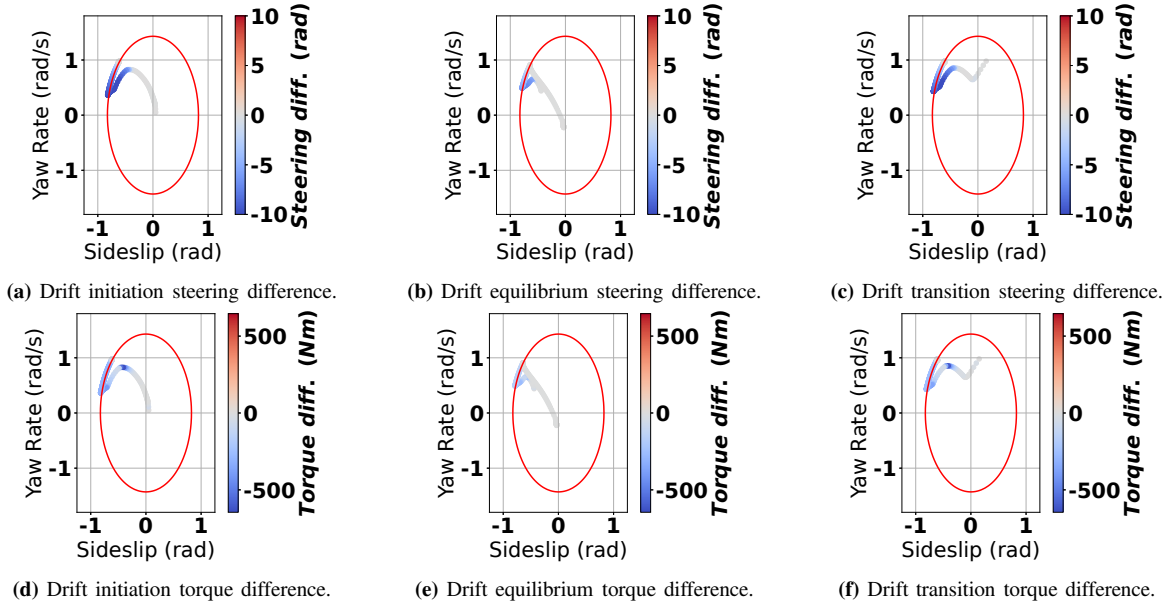 1
0
-1
Yaw Rate (rad/s)
-1 0 1
Sideslip (rad)
10
5
0
-5
-10
Steering diff. (rad)
1
0
-1
Yaw Rate (rad/s)
-1 0 1
Sideslip (rad)
10
5
0
-5
-10
Steering diff. (rad)
1
0
-1
Yaw Rate (rad/s)
-1 0 1
Sideslip (rad)
10
5
0
-5
-10
Steering diff. (rad)
(a) Drift initiation steering difference.
(b) Drift equilibrium steering difference.
(c) Drift transition steering difference.
1
0
-1
Yaw Rate (rad/s)
-1 0 1
Sideslip (rad)
500
0
-500
Torque diff. (Nm)
1
0
-1
Yaw Rate (rad/s)
-1 0 1
Sideslip (rad)
500
0
-500
Torque diff. (Nm)
1
0
-1
Yaw Rate (rad/s)
-1 0 1
Sideslip (rad)
500
0
-500
Torque diff. (Nm)
(d) Drift initiation torque difference.
(e) Drift equilibrium torque difference.
(f) Drift transition torque difference.